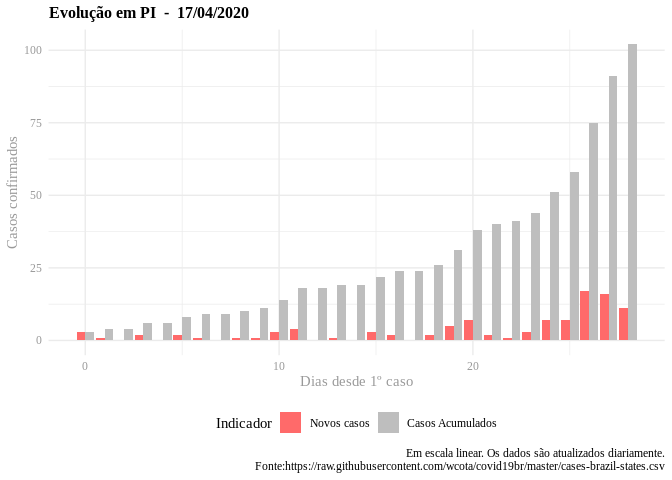 Evolução em PI - 17/04/2020
Casos confirmados
100
75
50
25
0
0
10
20
Dias desde 1º caso
Indicador
Novos casos
Casos Acumulados
Em escala linear. Os dados são atualizados diariamente.
Fonte:https://raw.githubusercontent.com/wcota/covid19br/master/cases-brazil-states.csv